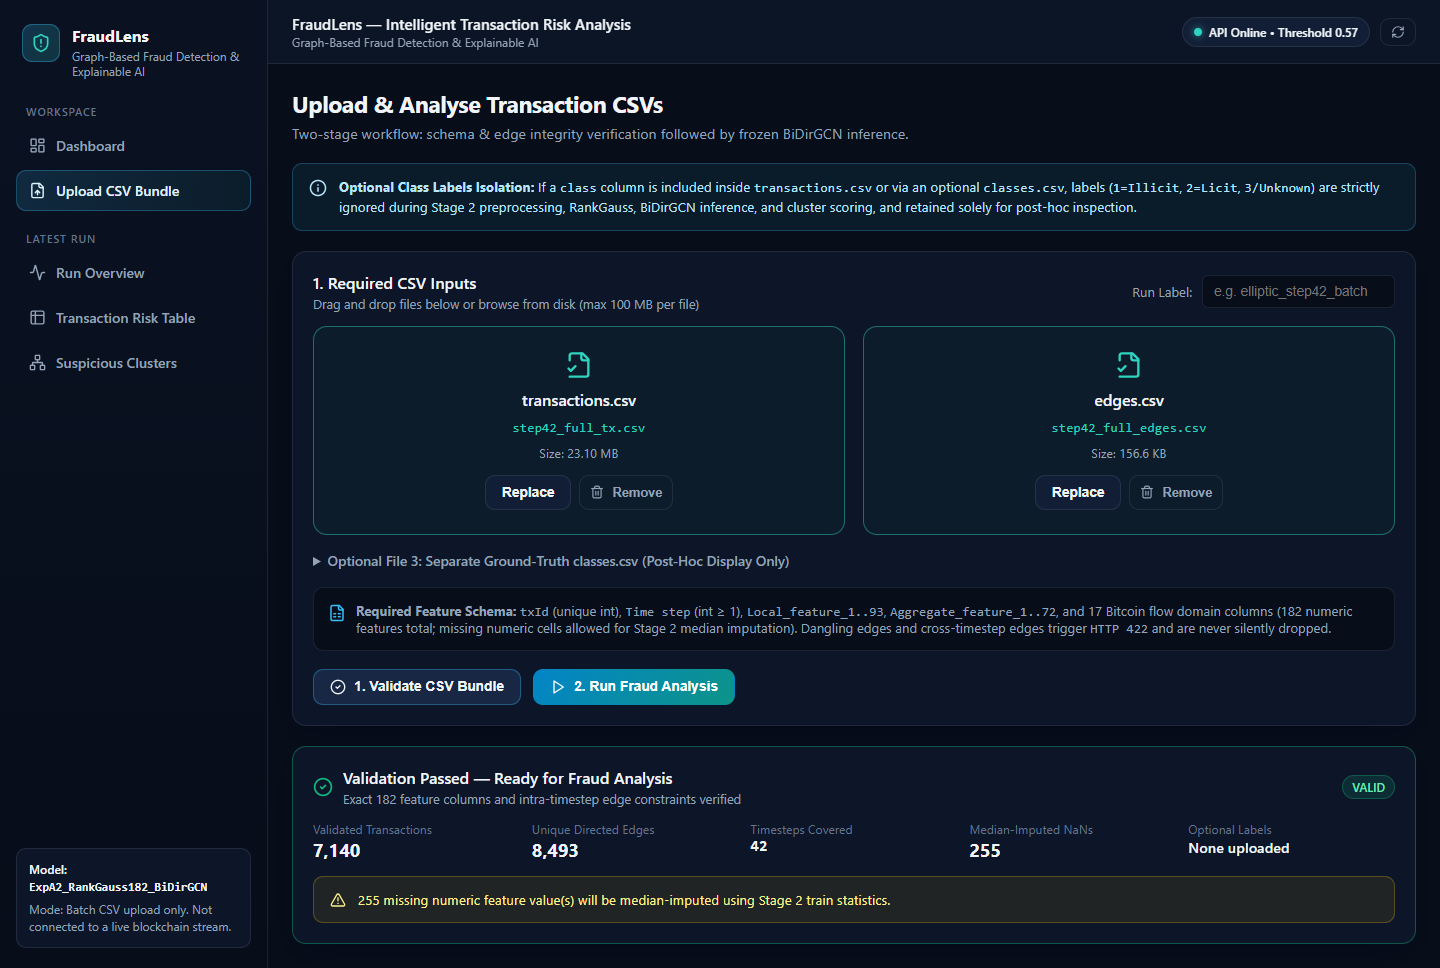 FraudLens
Graph-Based Fraud Detection &
Explainable AI
WORKSPACE
Dashboard
Upload CSV Bundle
LATEST RUN
Run Overview
Transaction Risk Table
Suspicious Clusters
Model:
ExpA2_RankGauss182_BiDirGCN
Mode: Batch CSV upload only. Not
connected to a live blockchain stream.
FraudLens — Intelligent Transaction Risk Analysis
Graph-Based Fraud Detection & Explainable AI
API Online • Threshold 0.57
Upload & Analyse Transaction CSVs
Two-stage workflow: schema & edge integrity verification followed by frozen BiDirGCN inference.
Optional Class Labels Isolation: If a class column is included inside transactions.csv or via an optional classes.csv, labels (1=Illicit, 2=Licit, 3/Unknown) are strictly
ignored during Stage 2 preprocessing, RankGauss, BiDirGCN inference, and cluster scoring, and retained solely for post-hoc inspection.
1. Required CSV Inputs
Drag and drop files below or browse from disk (max 100 MB per file)
Run Label:
e.g. elliptic_step42_batch
transactions.csv
step42_full_tx.csv
Size: 23.10 MB
Replace
Remove
edges.csv
step42_full_edges.csv
Size: 156.6 KB
Replace
Remove
Optional File 3: Separate Ground-Truth classes.csv (Post-Hoc Display Only)
Required Feature Schema: txId (unique int), Time step (int ≥ 1), Local_feature_1..93, Aggregate_feature_1..72, and 17 Bitcoin flow domain columns (182 numeric
features total; missing numeric cells allowed for Stage 2 median imputation). Dangling edges and cross-timestep edges trigger HTTP 422 and are never silently dropped.
1. Validate CSV Bundle
2. Run Fraud Analysis
Validation Passed — Ready for Fraud Analysis
Exact 182 feature columns and intra-timestep edge constraints verified
VALID
Validated Transactions
7,140
Unique Directed Edges
8,493
Timesteps Covered
42
Median-Imputed NaNs
255
Optional Labels
None uploaded
255 missing numeric feature value(s) will be median-imputed using Stage 2 train statistics.